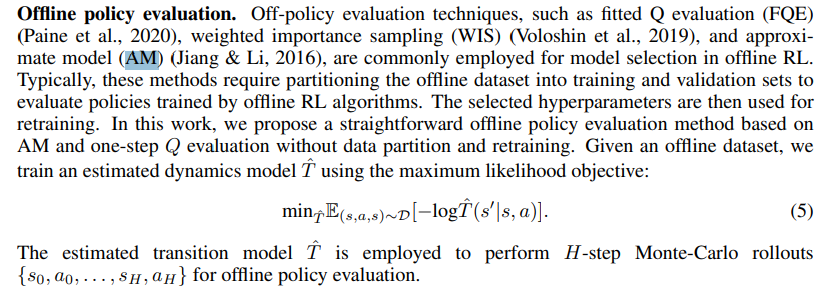 Offline policy evaluation. Off-policy evaluation techniques, such as fitted Q evaluation (FQE)
(Paine et al., 2020), weighted importance sampling (WIS) (Voloshin et al., 2019), and approxi-
mate model (AM) (Jiang & Li, 2016), are commonly employed for model selection in offline RL.
Typically, these methods require partitioning the offline dataset into training and validation sets to
evaluate policies trained by offline RL algorithms. The selected hyperparameters are then used for
retraining. In this work, we propose a straightforward offline policy evaluation method based on
AM and one-step Q evaluation without data partition and retraining. Given an offline dataset, we
train an estimated dynamics model T̂ using the maximum likelihood objective:
min_T̂ 𝔼_(s,a,s)∼𝒟[−logT̂(s′|s, a)]. (5)
The estimated transition model T̂ is employed to perform H-step Monte-Carlo rollouts
{s₀, a₀, . . . , s_H, a_H} for offline policy evaluation.